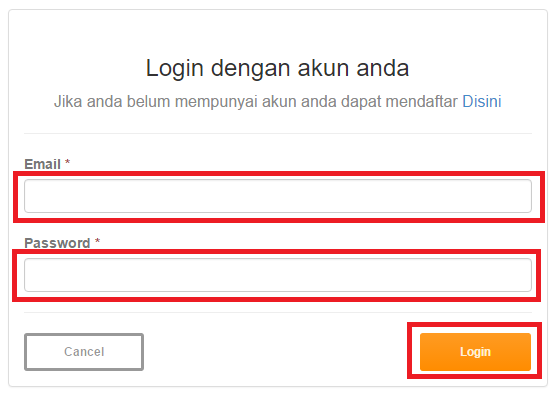 Login dengan akun anda
Jika anda belum mempunyai akun anda dapat mendaftar Disini
Email *
Password *
Cancel
Login